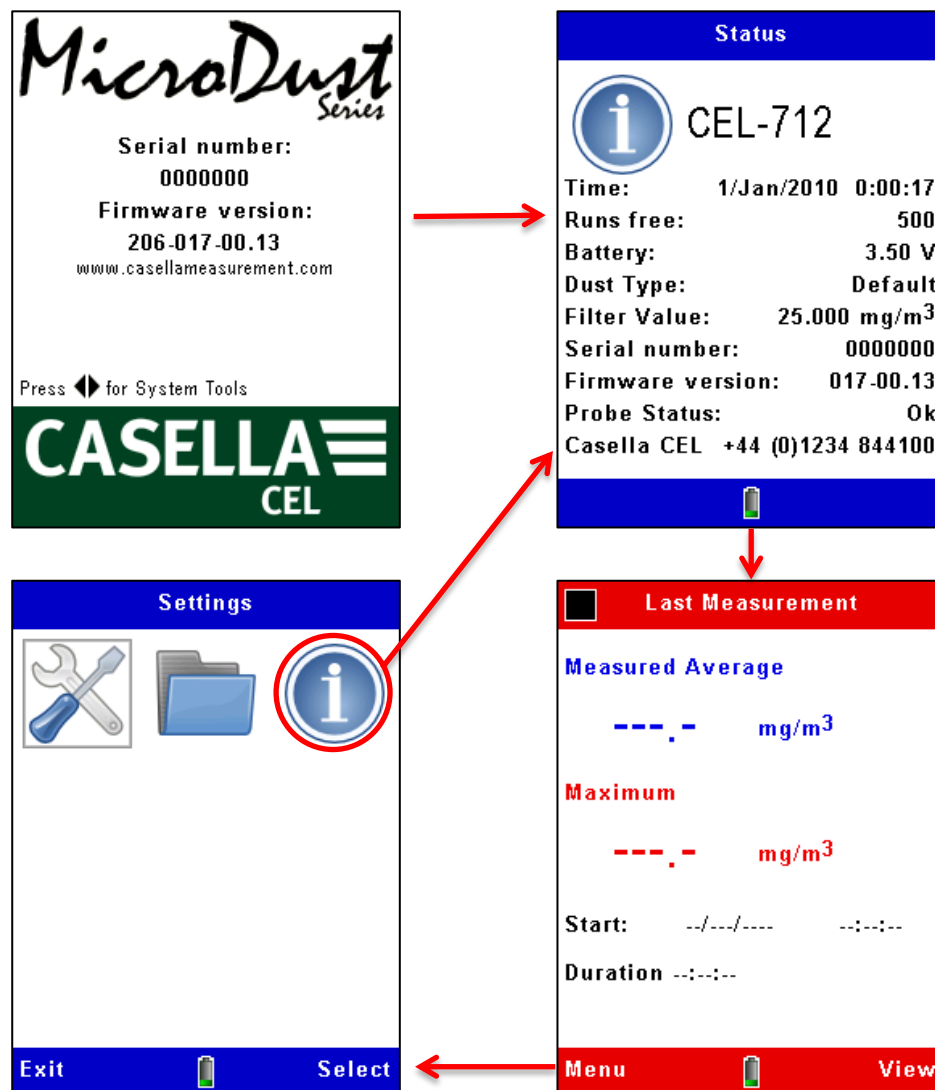 MicroDust
Series
Serial number:
0000000
Firmware version:
206-017-00.13
www.casellameasurement.com
Press for System Tools
CASELLA
CEL
Status
i CEL-712
Time: 1/Jan/2010 0:00:17
Runs free: 500
Battery: 3.50 V
Dust Type: Default
Filter Value: 25.000 mg/m³
Serial number: 0000000
Firmware version: 017-00.13
Probe Status: Ok
Casella CEL +44 (0)1234 844100
Settings
i
Exit Select
Last Measurement
Measured Average
---.- mg/m³
Maximum
---.- mg/m³
Start: --/---/---- --:--:--
Duration --:--:--
Menu View